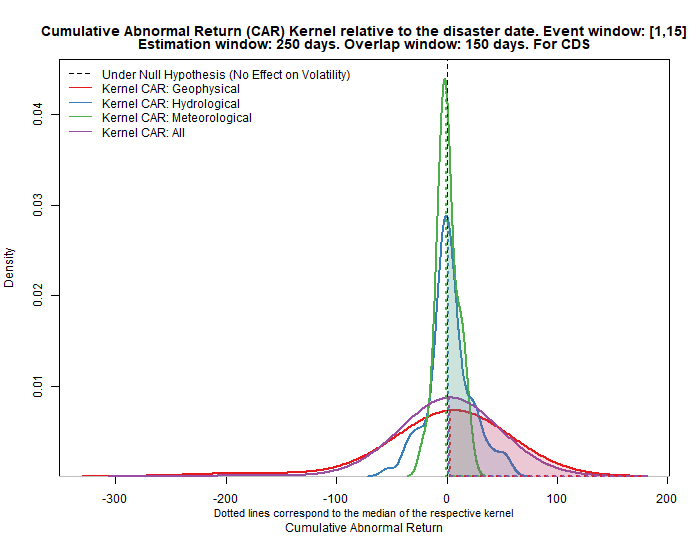 Cumulative Abnormal Return (CAR) Kernel relative to the disaster date. Event window: [1,15]
Estimation window: 250 days. Overlap window: 150 days. For CDS
Under Null Hypothesis (No Effect on Volatility)
Kernel CAR: Geophysical
Kernel CAR: Hydrological
Kernel CAR: Meteorological
Kernel CAR: All
Density
0.04
0.03
0.02
0.01
-300 -200 -100 0 100 200
Dotted lines correspond to the median of the respective kernel
Cumulative Abnormal Return